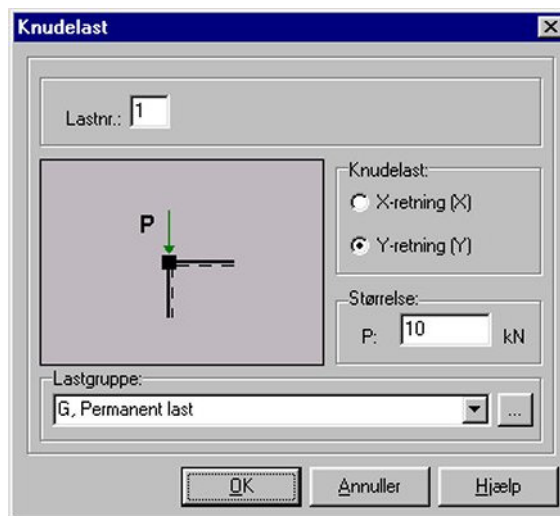 Knudelast
Lastnr.: 1
P
Knudelast:
X-retning (X)
Y-retning (Y)
Størrelse:
P: 10 kN
Lastgruppe:
G, Permanent last
...
OK Annuller Hjælp